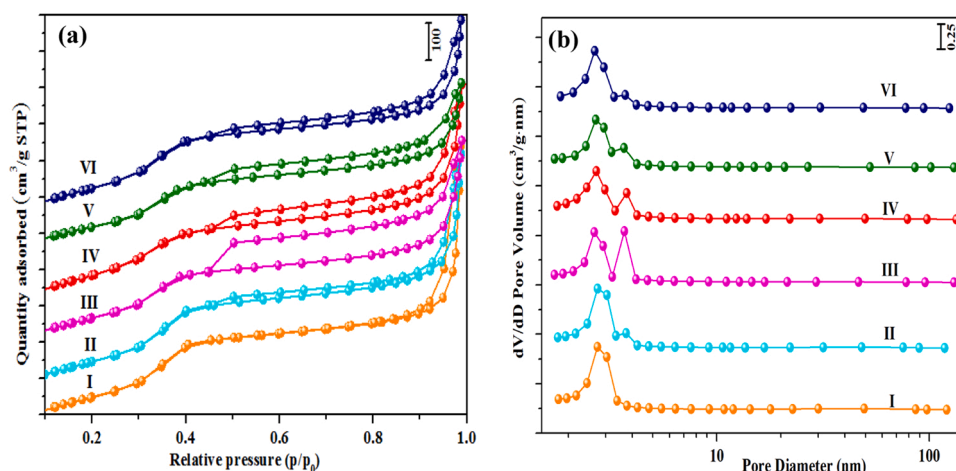 (a)
100
Quantity adsorbed (cm³/g STP)
VI
V
IV
III
II
I
0.2
0.4
0.6
0.8
1.0
Relative pressure (p/p₀)
(b)
0.25
dV/dD Pore Volume (cm³/g·nm)
VI
V
IV
III
II
I
10
100
Pore Diameter (nm)